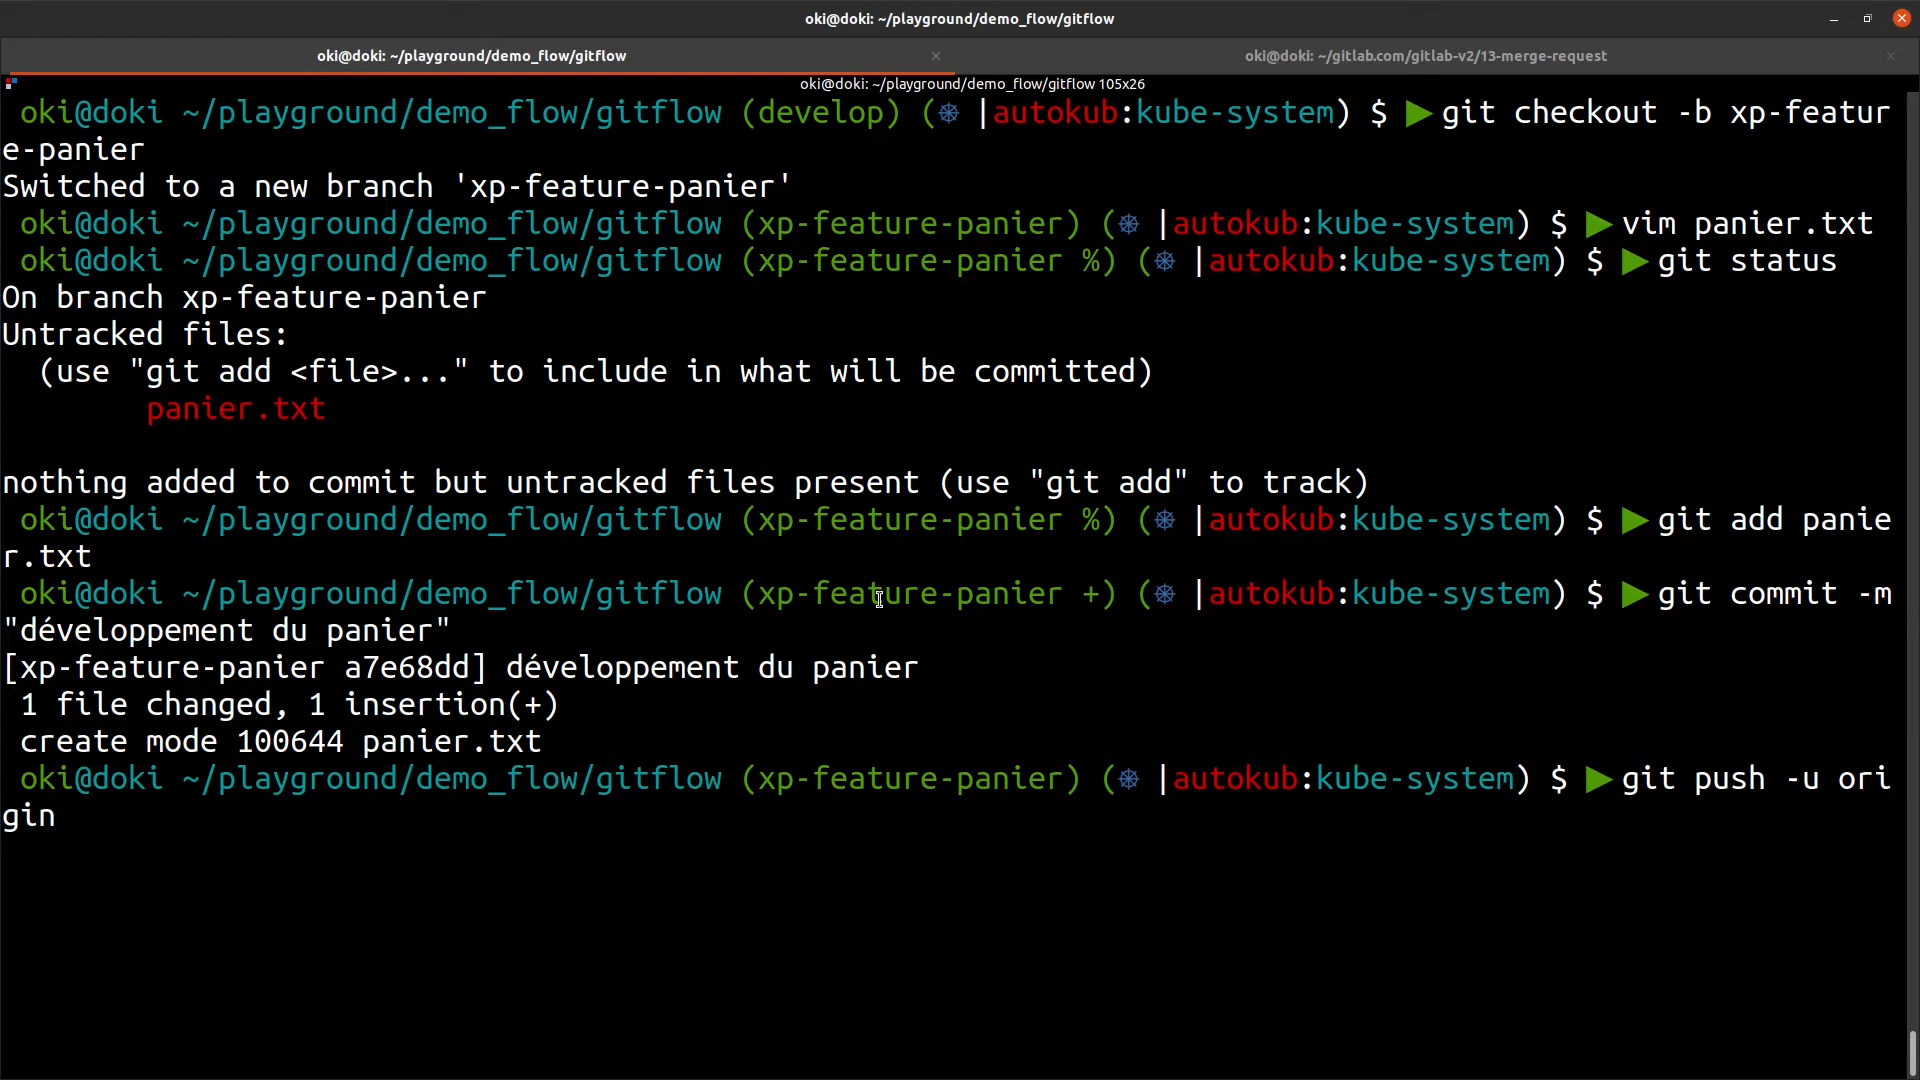 oki@doki: ~/playground/demo_flow/gitflow
oki@doki: ~/playground/demo_flow/gitflow
oki@doki: ~/gitlab.com/gitlab-v2/13-merge-request
oki@doki: ~/playground/demo_flow/gitflow 105x26
oki@doki ~/playground/demo_flow/gitflow (develop) (⎈ |autokub:kube-system) $ ▶git checkout -b xp-featur
e-panier
Switched to a new branch 'xp-feature-panier'
oki@doki ~/playground/demo_flow/gitflow (xp-feature-panier) (⎈ |autokub:kube-system) $ ▶vim panier.txt
oki@doki ~/playground/demo_flow/gitflow (xp-feature-panier %) (⎈ |autokub:kube-system) $ ▶git status
On branch xp-feature-panier
Untracked files:
  (use "git add <file>..." to include in what will be committed)
        panier.txt
nothing added to commit but untracked files present (use "git add" to track)
oki@doki ~/playground/demo_flow/gitflow (xp-feature-panier %) (⎈ |autokub:kube-system) $ ▶git add panie
r.txt
oki@doki ~/playground/demo_flow/gitflow (xp-feature-panier +) (⎈ |autokub:kube-system) $ ▶git commit -m
"développement du panier"
[xp-feature-panier a7e68dd] développement du panier
 1 file changed, 1 insertion(+)
 create mode 100644 panier.txt
oki@doki ~/playground/demo_flow/gitflow (xp-feature-panier) (⎈ |autokub:kube-system) $ ▶git push -u ori
gin